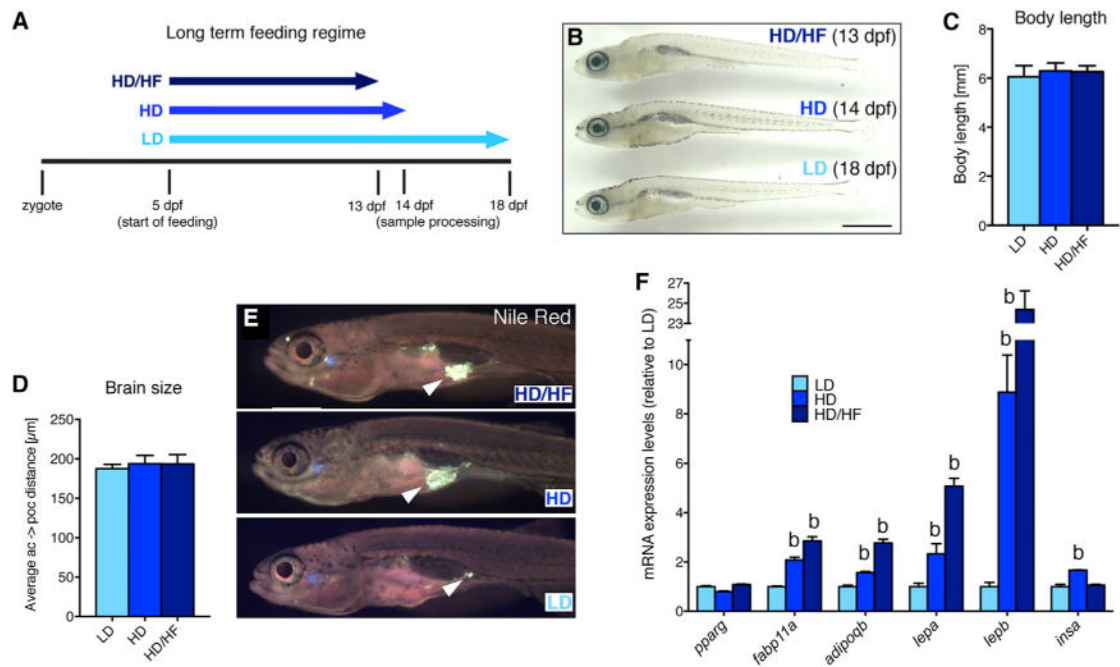 A
Long term feeding regime
HD/HF
HD
LD
zygote
5 dpf
(start of feeding)
13 dpf
14 dpf
18 dpf
(sample processing)
B
HD/HF (13 dpf)
HD (14 dpf)
LD (18 dpf)
C
Body length
Body length [mm]
8
6
4
2
0
LD
HD
HD/HF
D
Brain size
Average ac -> poc distance [µm]
250
200
150
100
50
0
LD
HD
HD/HF
E
Nile Red
HD/HF
HD
LD
F
mRNA expression levels (relative to LD)
27
25
23
10
8
6
4
2
0
LD
HD
HD/HF
b
b
b
b
b
b
b
b
b
pparg
fabp11a
adipoqb
lepa
lepb
insa